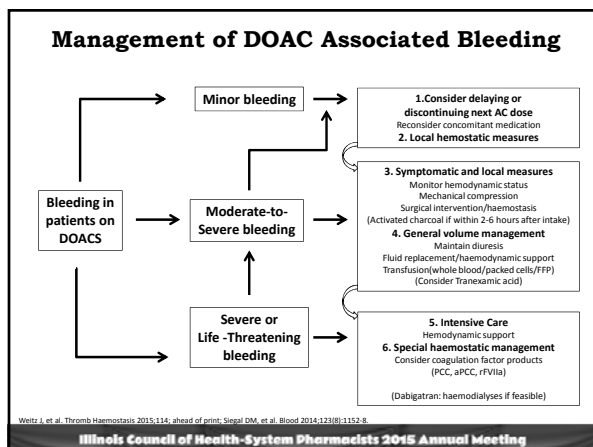 Management of DOAC Associated Bleeding
Minor bleeding
1.Consider delaying or
discontinuing next AC dose
Reconsider concomitant medication
2. Local hemostatic measures
Bleeding in
patients on
DOACS
Moderate-to-
Severe bleeding
3. Symptomatic and local measures
Monitor hemodynamic status
Mechanical compression
Surgical intervention/haemostasis
(Activated charcoal if within 2-6 hours after intake)
4. General volume management
Maintain diuresis
Fluid replacement/haemodynamic support
Transfusion(whole blood/packed cells/FFP)
(Consider Tranexamic acid)
Severe or
Life -Threatening
bleeding
5. Intensive Care
Hemodynamic support
6. Special haemostatic management
Consider coagulation factor products
(PCC, aPCC, rFVIIa)
(Dabigatran: haemodialyses if feasible)
Weitz J, et al. Thromb Haemostasis 2015;114; ahead of print; Siegal DM, et al. Blood 2014;123(8):1152-8.
Illinois Council of Health-System Pharmacists 2015 Annual Meeting